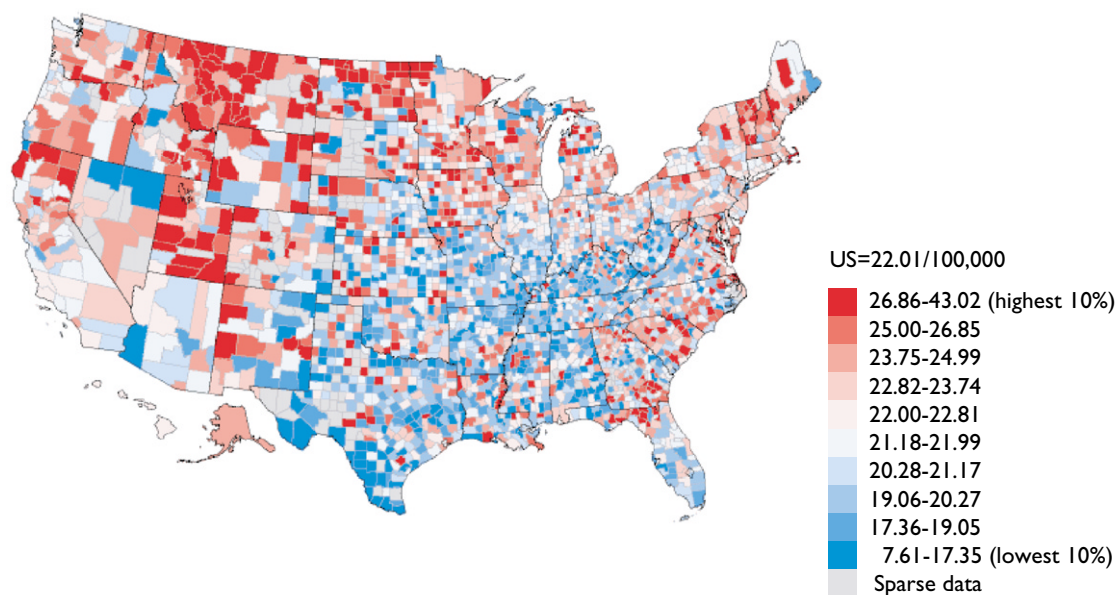 US=22.01/100,000
26.86-43.02 (highest 10%)
25.00-26.85
23.75-24.99
22.82-23.74
22.00-22.81
21.18-21.99
20.28-21.17
19.06-20.27
17.36-19.05
7.61-17.35 (lowest 10%)
Sparse data